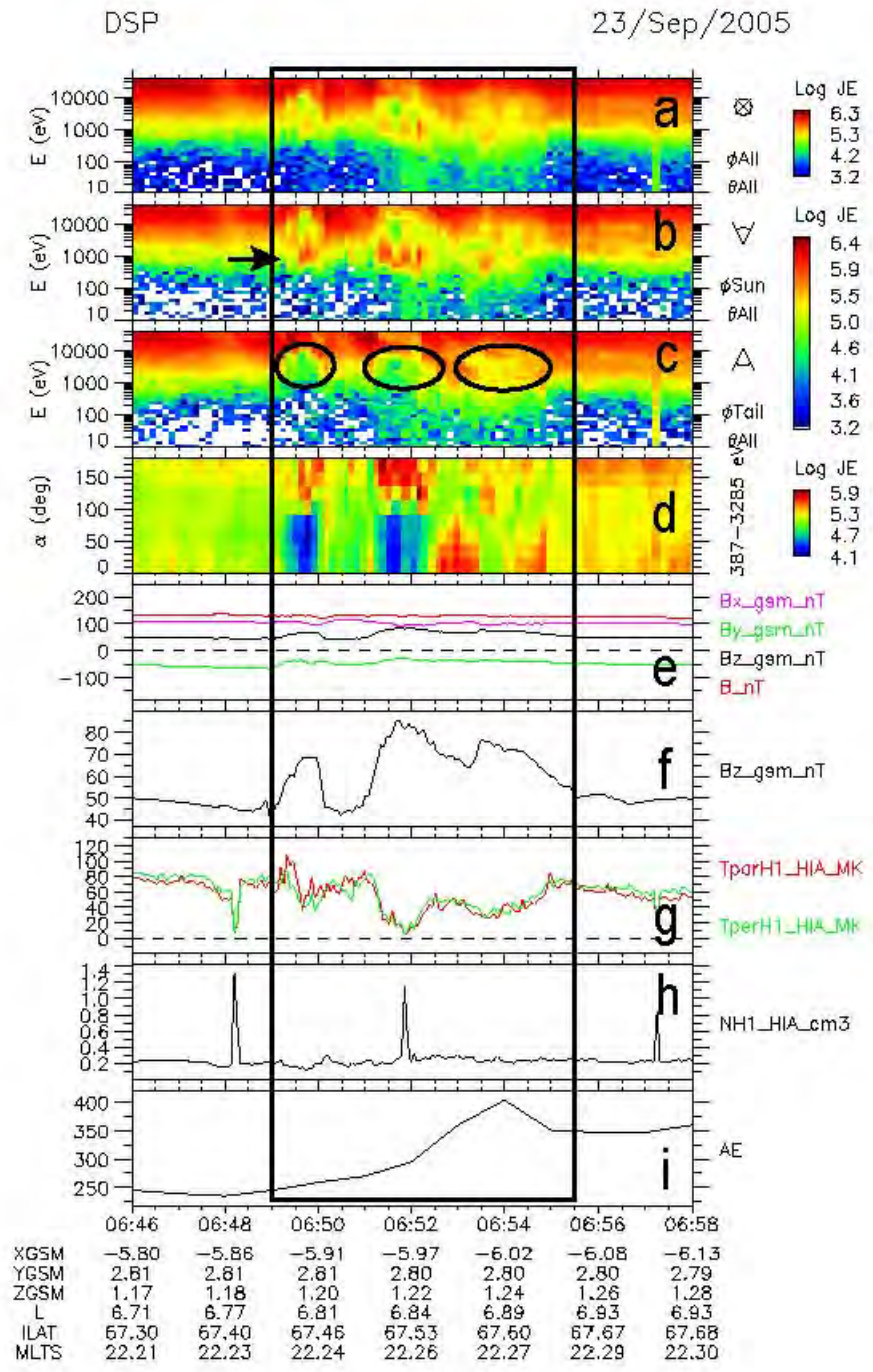 DSP 23/Sep/2005
Log JE
10000
1000
100
10
E (eV)
a
ϕAll
θAll
6.3
5.3
4.2
3.2
Log JE
10000
1000
100
10
E (eV)
b
ϕSun
θAll
6.4
5.9
5.5
5.0
4.6
4.1
3.6
3.2
10000
1000
100
10
E (eV)
c
ϕTail
θAll
Log JE
150
100
50
0
α (deg)
d
387-3285 eV
5.9
5.3
4.7
4.1
200
100
0
-100
e
Bx_gsm_nT
By_gsm_nT
Bz_gsm_nT
B_nT
80
70
60
50
40
f
Bz_gsm_nT
120
100
80
60
40
20
0
g
TparH1_HIA_MK
TperH1_HIA_MK
1.4
1.2
1.0
0.8
0.6
0.4
0.2
h
NH1_HIA_cm3
400
350
300
250
i
AE
06:46 06:48 06:50 06:52 06:54 06:56 06:58
XGSM -5.80 -5.86 -5.91 -5.97 -6.02 -6.08 -6.13
YGSM 2.81 2.81 2.81 2.80 2.80 2.80 2.79
ZGSM 1.17 1.18 1.20 1.22 1.24 1.26 1.28
L 6.71 6.77 6.81 6.84 6.89 6.93 6.93
ILAT 67.30 67.40 67.46 67.53 67.60 67.67 67.68
MLTS 22.21 22.23 22.24 22.26 22.27 22.29 22.30